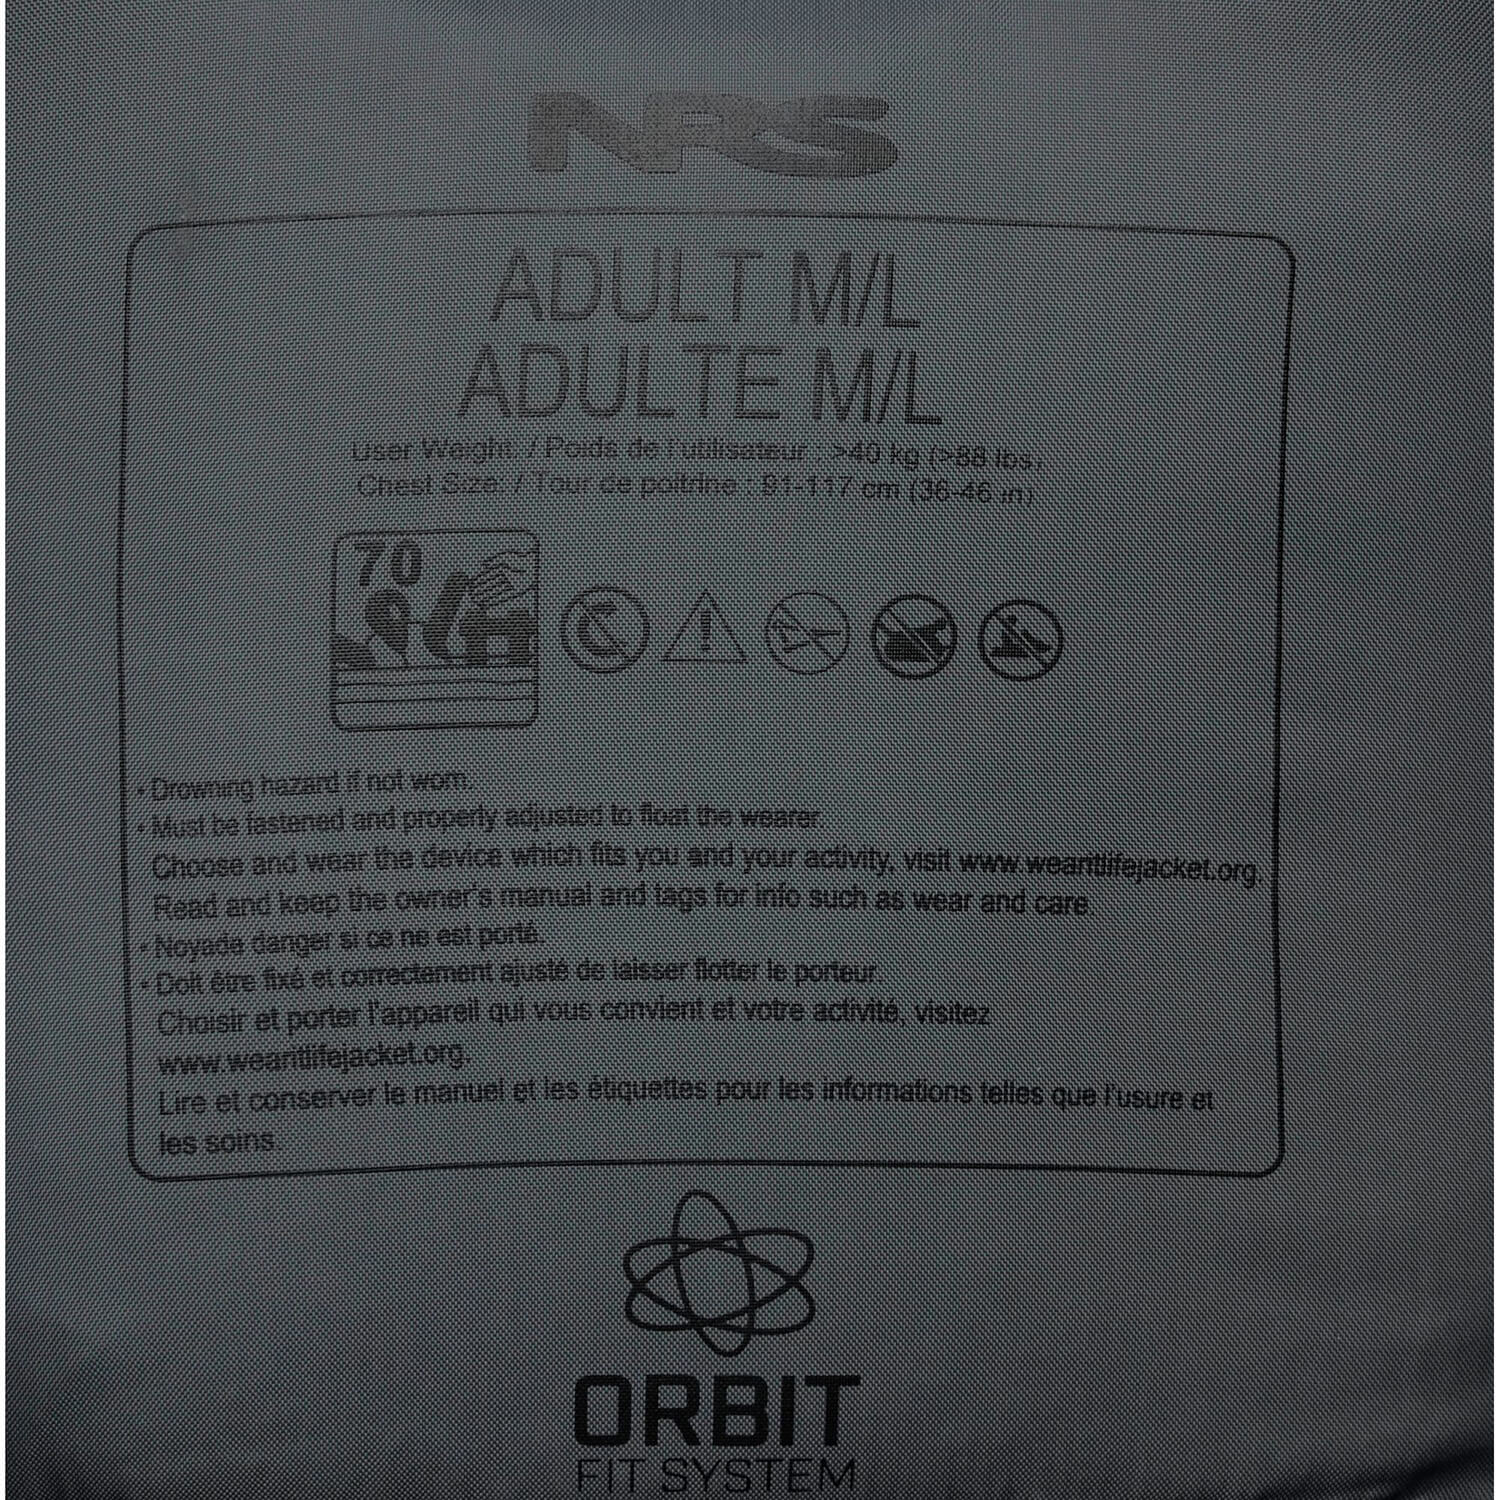 NRS
ADULT M/L
ADULTE M/L
User Weight: / Poids de l'utilisateur : >40 kg (>88 lbs)
Chest Size: / Tour de poitrine : 91-117 cm (36-46 in)
70
• Drowning hazard if not worn.
• Must be fastened and properly adjusted to float the wearer.
Choose and wear the device which fits you and your activity, visit www.wearitlifejacket.org.
Read and keep the owner's manual and tags for info such as wear and care.
• Noyade danger si ce ne est porté.
• Doit être fixé et correctement ajusté de laisser flotter le porteur.
Choisir et porter l'appareil qui vous convient et votre activité, visitez
www.wearitlifejacket.org.
Lire et conserver le manuel et les étiquettes pour les informations telles que l'usure et
les soins.
ORBIT
FIT SYSTEM